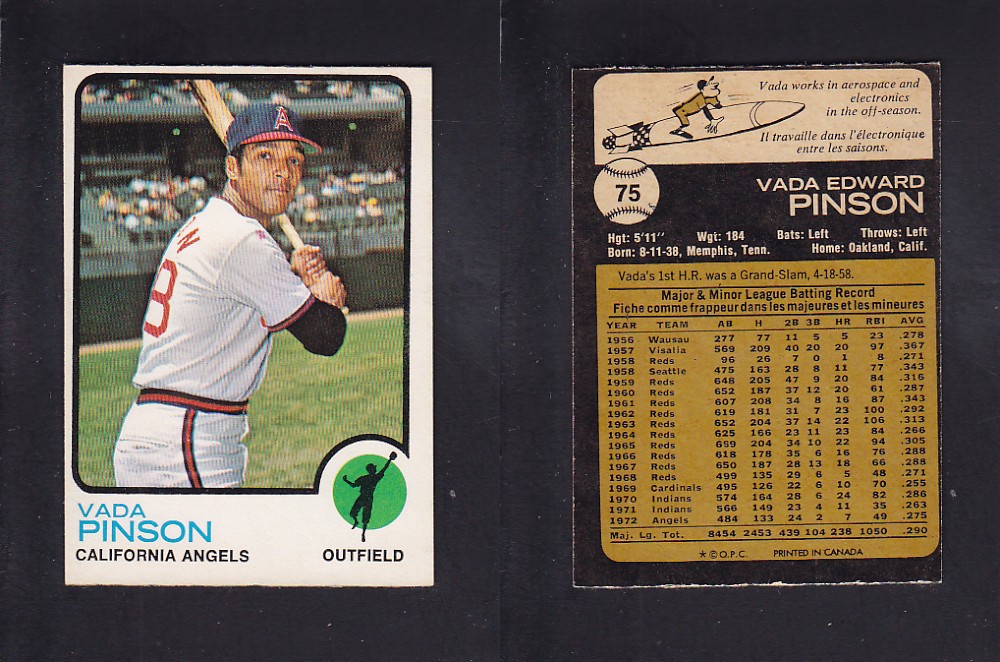 A
N
8
VADA
PINSON
CALIFORNIA ANGELS
OUTFIELD
Vada works in aerospace and
electronics
in the off-season.
Il travaille dans l'électronique
entre les saisons.
75
VADA EDWARD
PINSON
Hgt: 5'11" Wgt: 184 Bats: Left Throws: Left
Born: 8-11-38, Memphis, Tenn. Home: Oakland, Calif.
Vada's 1st H.R. was a Grand-Slam, 4-18-58.
Major & Minor League Batting Record
Fiche comme frappeur dans les majeures et les mineures
YEAR TEAM AB H 2B 3B HR RBI AVG
1956 Wausau 277 77 11 5 5 23 .278
1957 Visalia 569 209 40 20 20 97 .367
1958 Reds 96 26 7 0 1 8 .271
1958 Seattle 475 163 28 8 11 77 .343
1959 Reds 648 205 47 9 20 84 .316
1960 Reds 652 187 37 12 20 61 .287
1961 Reds 607 208 34 8 16 87 .343
1962 Reds 619 181 31 7 23 100 .292
1963 Reds 652 204 37 14 22 106 .313
1964 Reds 625 166 23 11 23 84 .266
1965 Reds 669 204 34 10 22 94 .305
1966 Reds 618 178 35 6 16 76 .288
1967 Reds 650 187 28 13 18 66 .288
1968 Reds 499 135 29 6 5 48 .271
1969 Cardinals 495 126 22 6 10 70 .255
1970 Indians 574 164 28 6 24 82 .286
1971 Indians 566 149 23 4 11 35 .263
1972 Angels 484 133 24 2 7 49 .275
Maj. Lg. Tot. 8454 2453 439 104 238 1050 .290
★ © O.P.C. PRINTED IN CANADA